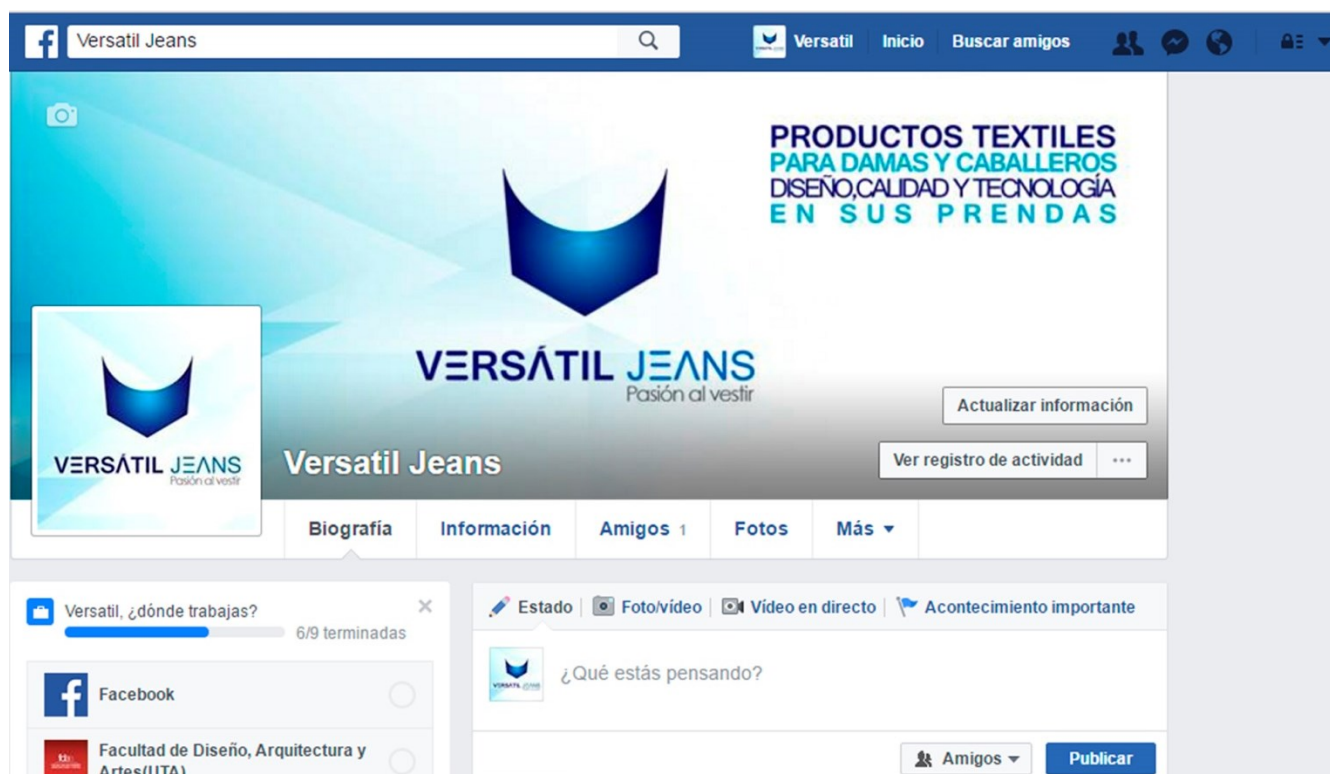 Versatil Jeans
Versatil
Inicio
Buscar amigos
PRODUCTOS TEXTILES
PARA DAMAS Y CABALLEROS
DISEÑO,CALIDAD Y TECNOLOGÍA
EN SUS PRENDAS
VERSÁTIL JEANS
Pasión al vestir
Actualizar información
Ver registro de actividad
VERSÁTIL JEANS
Pasión al vestir
Versatil Jeans
Biografía
Información
Amigos 1
Fotos
Más
Versatil, ¿dónde trabajas?
6/9 terminadas
Facebook
Facultad de Diseño, Arquitectura y
Artes(UTA)
Estado
Foto/vídeo
Vídeo en directo
Acontecimiento importante
¿Qué estás pensando?
Amigos
Publicar